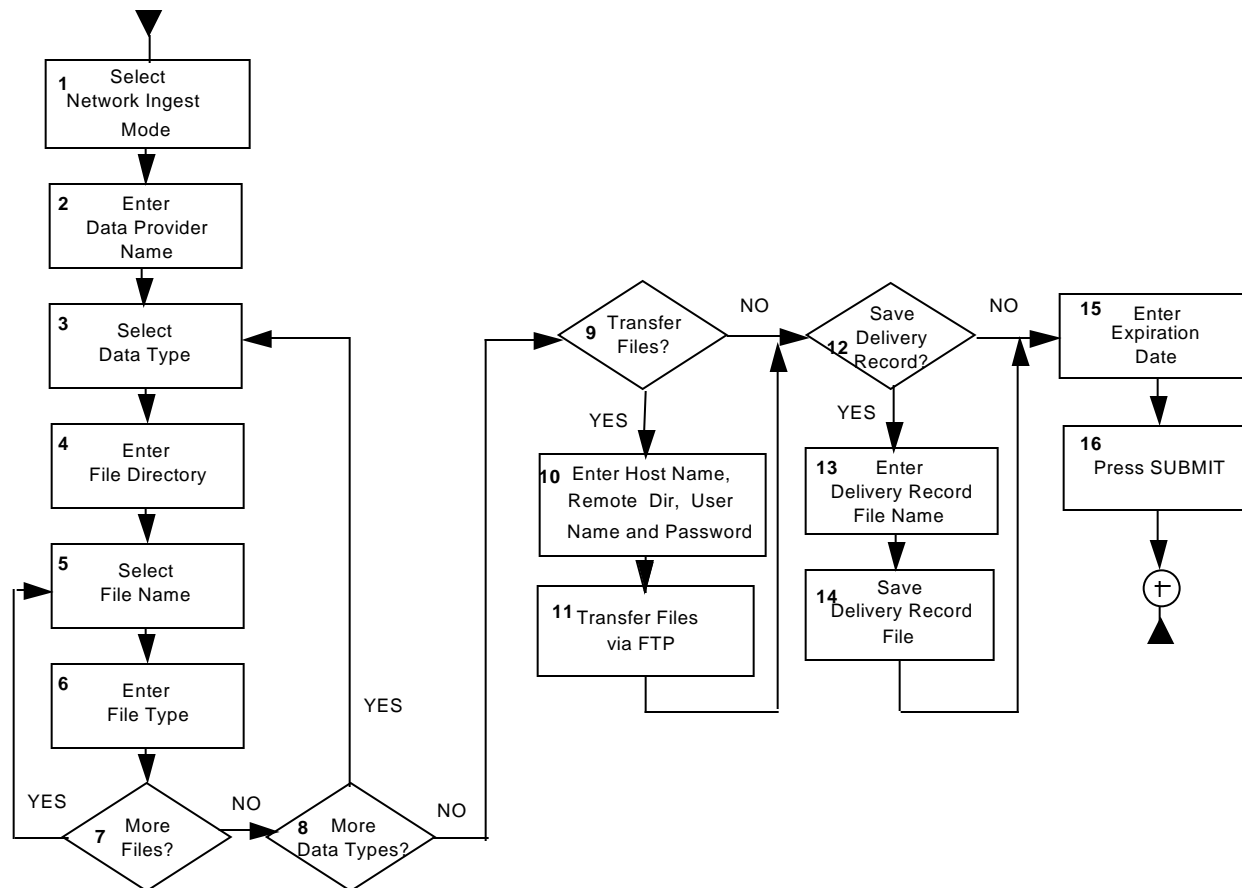 1 Select
Network Ingest
Mode
2 Enter
Data Provider
Name
3 Select
Data Type
4 Enter
File Directory
5 Select
File Name
6 Enter
File Type
YES
7 More
Files?
NO
8 More
Data Types?
YES
NO
9 Transfer
Files?
NO
YES
10 Enter Host Name,
Remote Dir, User
Name and Password
11 Transfer Files
via FTP
Save
Delivery
12 Record?
NO
YES
13 Enter
Delivery Record
File Name
Save
14 Delivery Record
File
15 Enter
Expiration
Date
16 Press SUBMIT